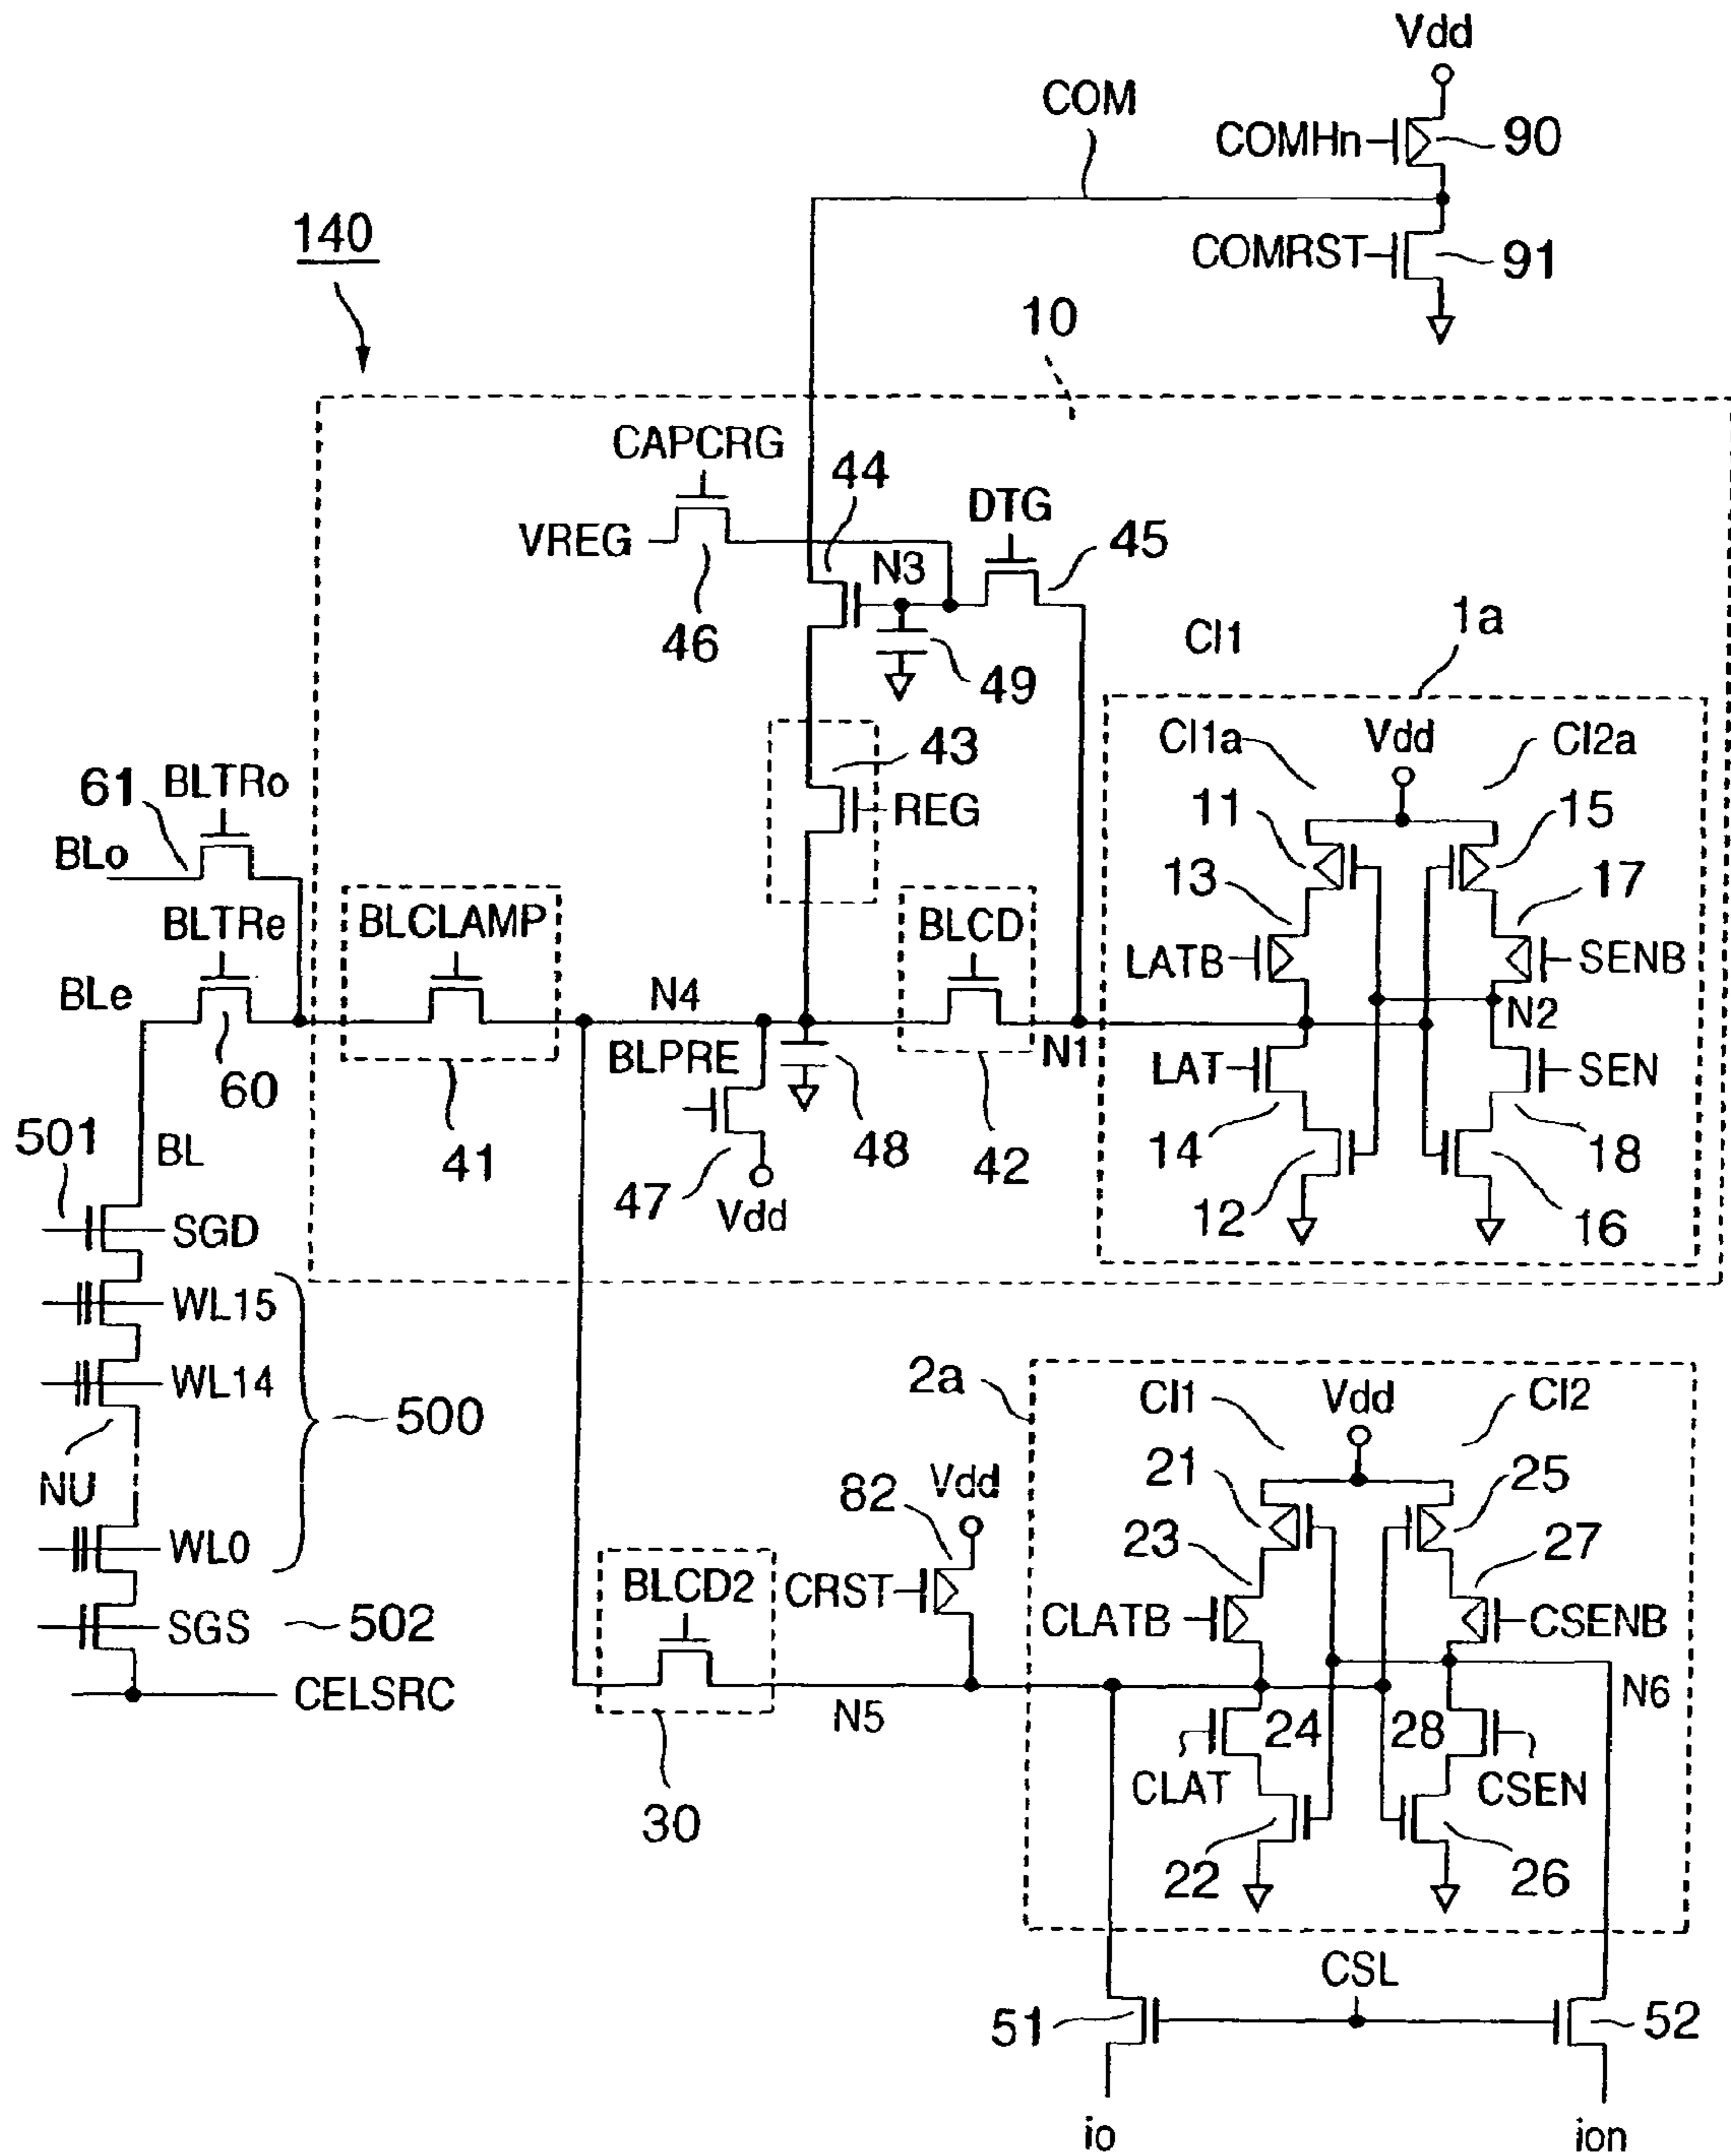 Vdd
COM
COMHn
90
140
COMRST
91
10
CAPCRG
44
DTG
VREG
N3
45
46
49
Cl1
1a
43
Cl1a
Vdd
Cl2a
BLTRo
61
REG
11
15
BLo
13
17
BLTRe
BLCLAMP
BLCD
LATB
SENB
BLe
N4
N2
BLPRE
N1
LAT
SEN
60
501
BL
41
48
42
14
18
47
Vdd
12
16
SGD
WL15
2a
Cl1
Vdd
Cl2
WL14
500
21
25
NU
82
Vdd
23
27
WL0
BLCD2
CRST
CLATB
CSENB
SGS
502
CELSRC
N5
24
28
N6
CLAT
CSEN
30
22
26
CSL
51
52
io
ion